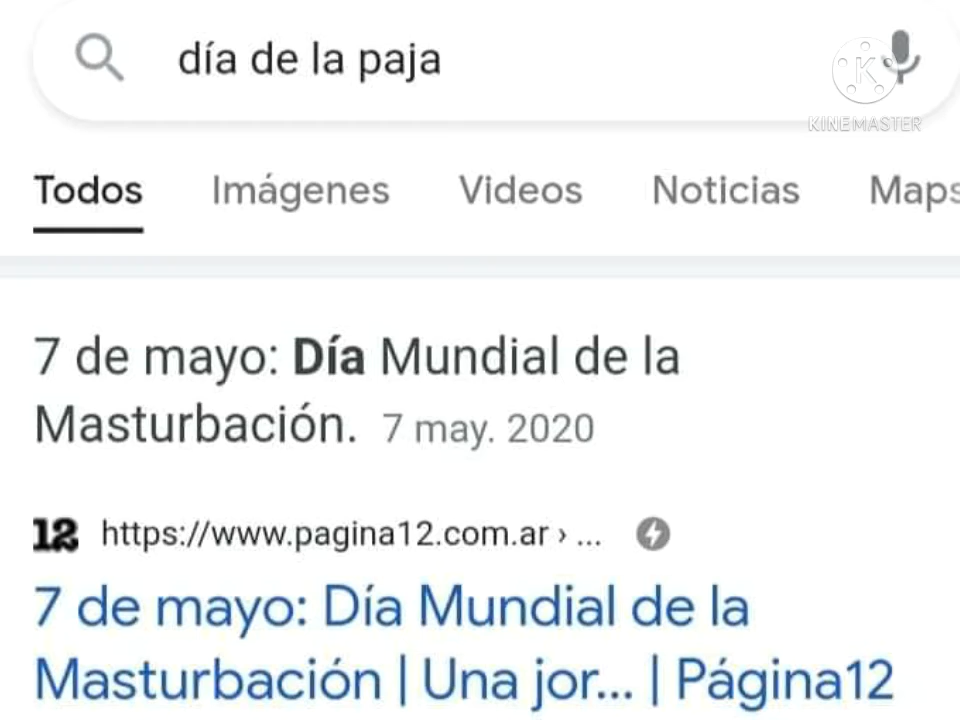 día de la paja
KINEMASTER
Todos Imágenes Videos Noticias Maps
7 de mayo: Día Mundial de la
Masturbación. 7 may. 2020
12 https://www.pagina12.com.ar › ...
7 de mayo: Día Mundial de la
Masturbación | Una jor... | Página12